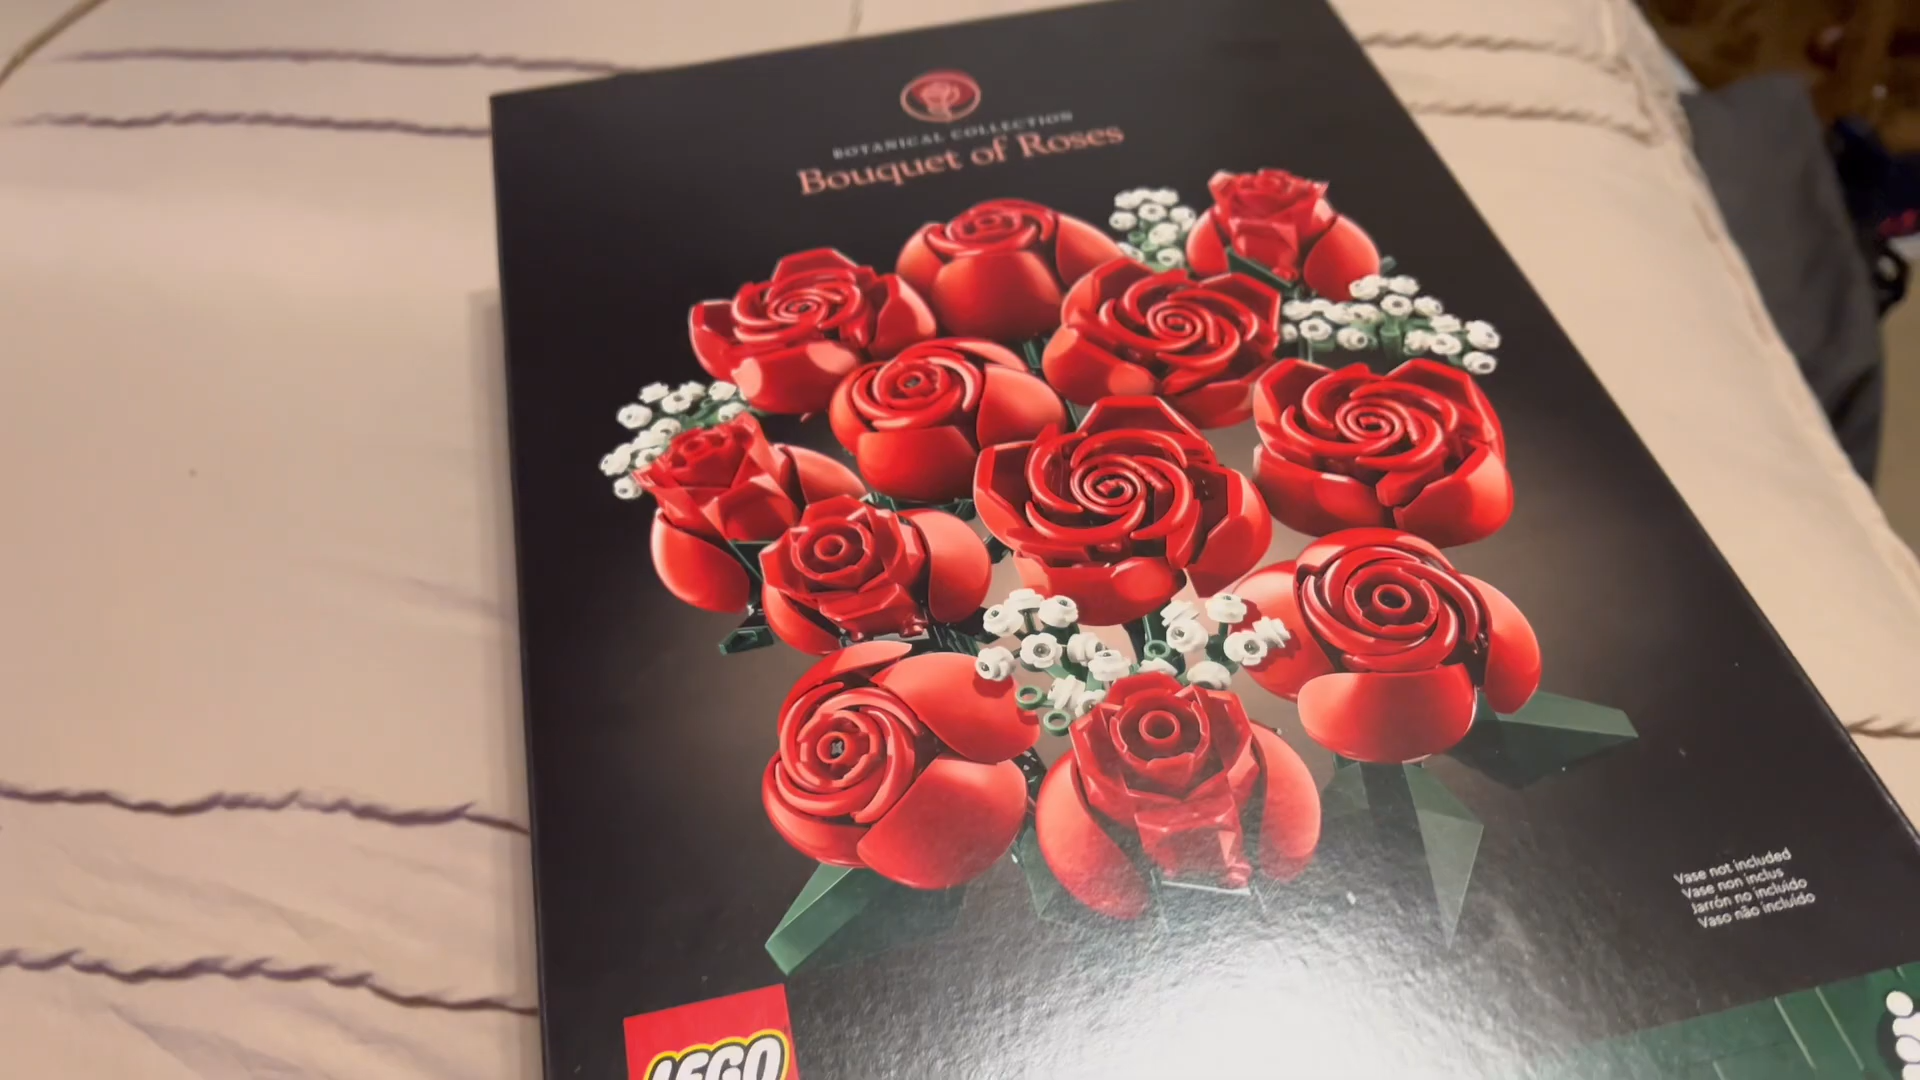 BOTANICAL COLLECTION
Bouquet of Roses
Vase not included
Vase non inclus
Jarrón no incluido
Vaso não incluído
LEGO